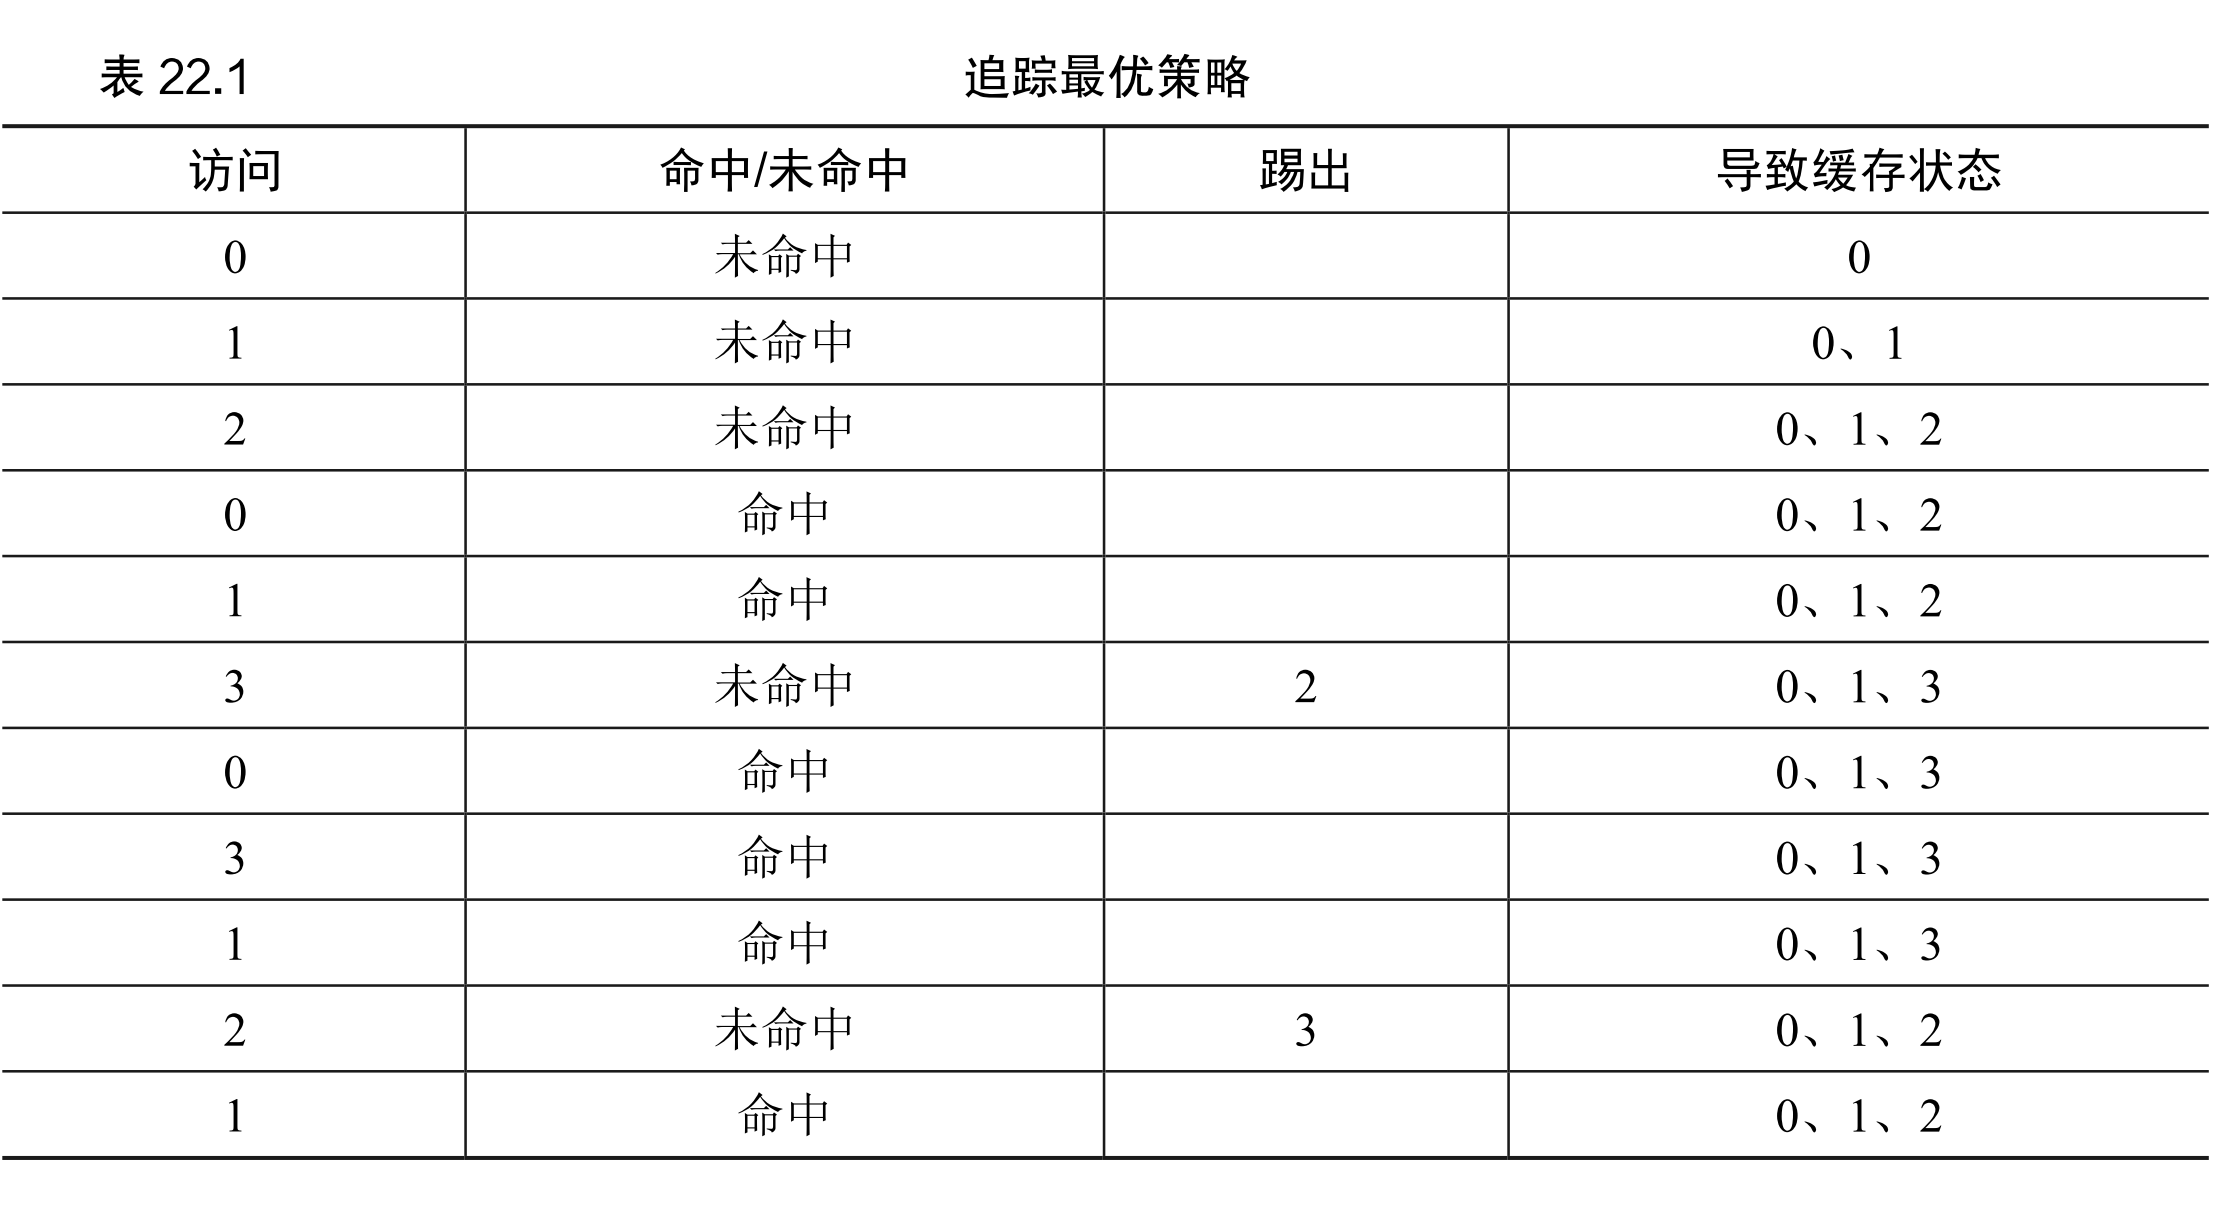 表 22.1 追踪最优策略
访问 命中/未命中 踢出 导致缓存状态
0 未命中 0
1 未命中 0、1
2 未命中 0、1、2
0 命中 0、1、2
1 命中 0、1、2
3 未命中 2 0、1、3
0 命中 0、1、3
3 命中 0、1、3
1 命中 0、1、3
2 未命中 3 0、1、2
1 命中 0、1、2